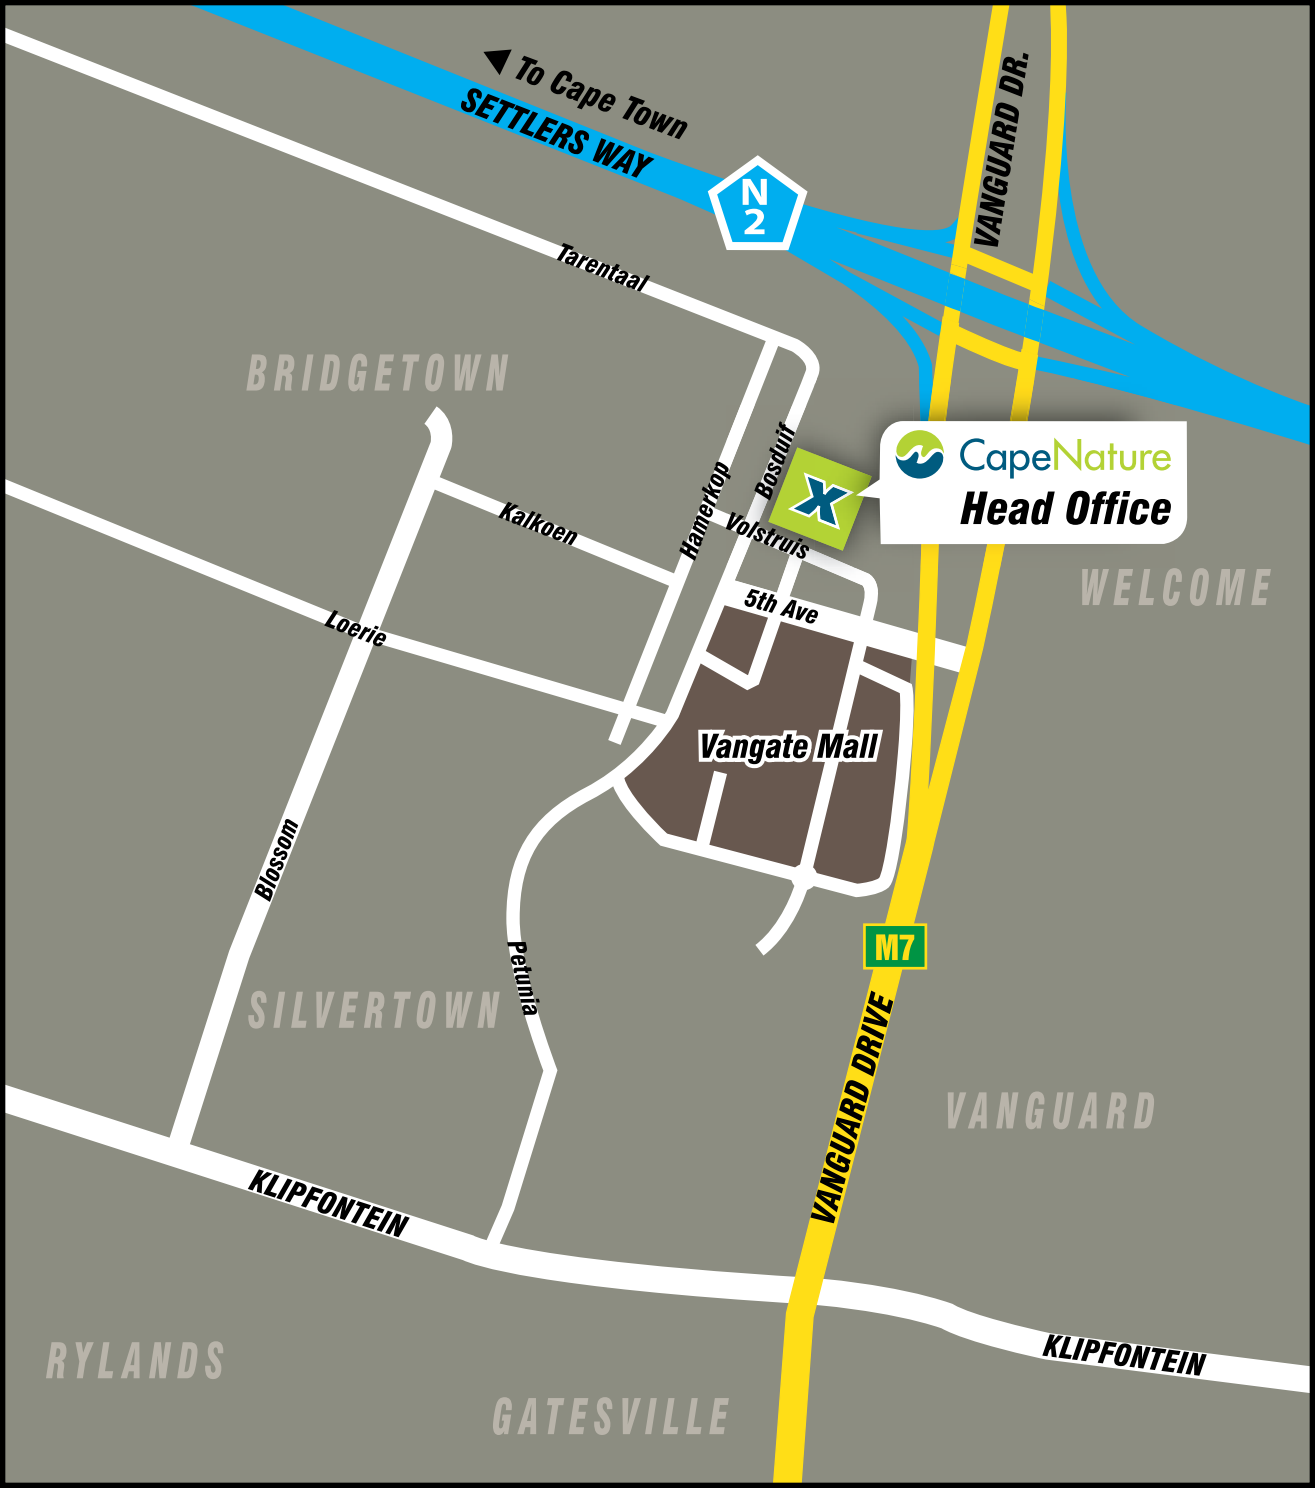 To Cape Town
SETTLERS WAY
VANGUARD DR.
N
2
Tarentaal
BRIDGETOWN
Bosduif
CapeNature
Head Office
X
Hamerkop
Kalkoen
Volstruis
WELCOME
5th Ave
Loerie
Vangate Mall
Blossom
M7
Petunia
SILVERTOWN
VANGUARD DRIVE
VANGUARD
KLIPFONTEIN
KLIPFONTEIN
RYLANDS
GATESVILLE